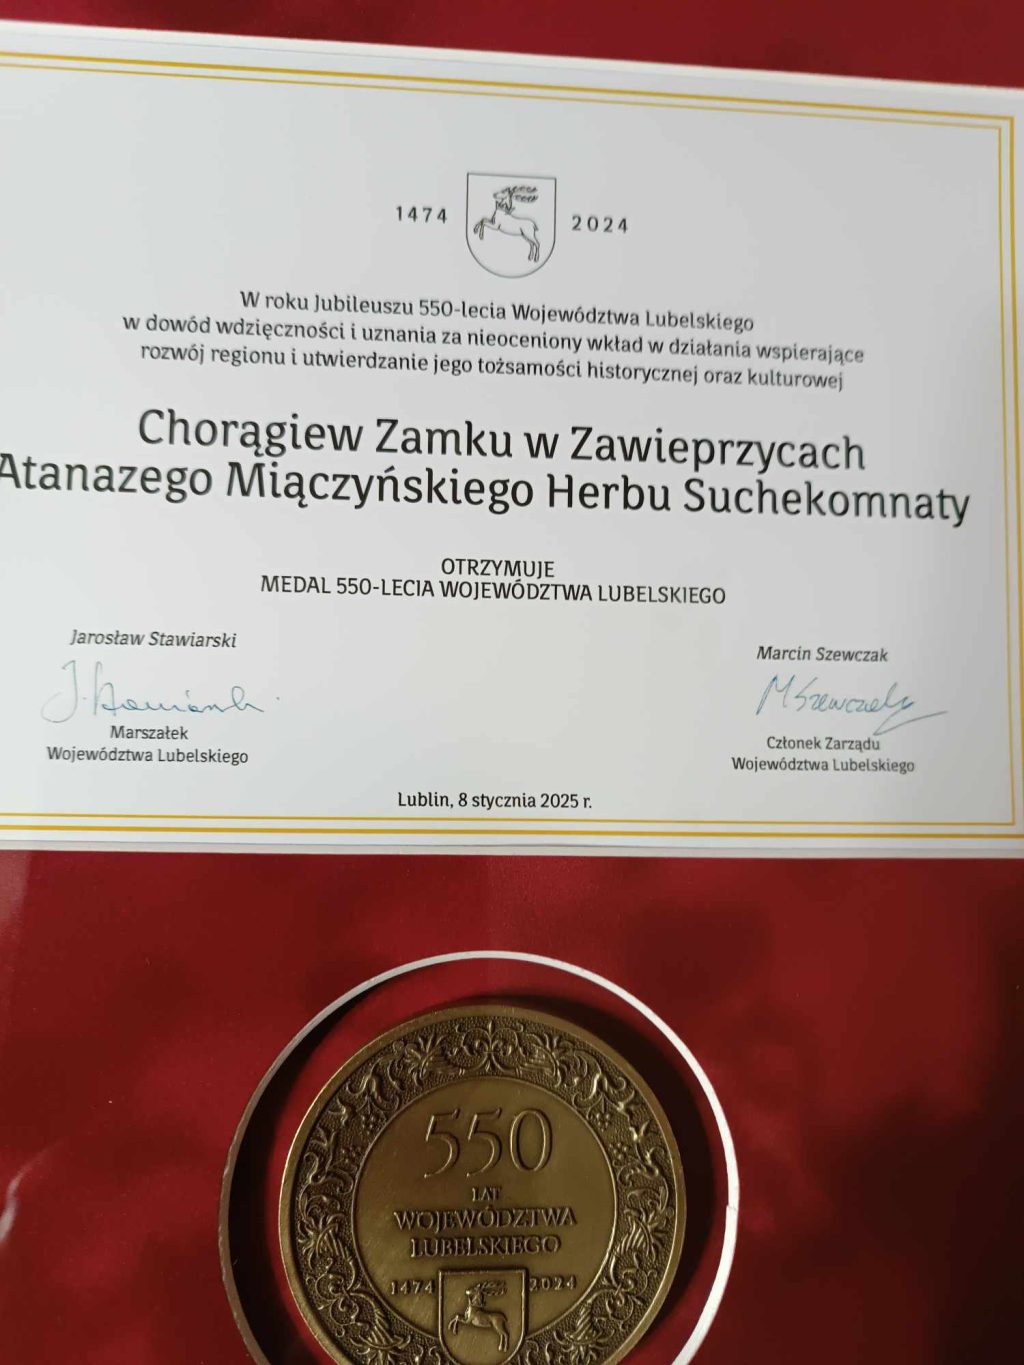 1474 2024
W roku Jubileuszu 550-lecia Województwa Lubelskiego
w dowód wdzięczności i uznania za nieoceniony wkład w działania wspierające
rozwój regionu i utwierdzanie jego tożsamości historycznej oraz kulturowej
Chorągiew Zamku w Zawieprzycach
Atanazego Miączyńskiego Herbu Suchekomnaty
OTRZYMUJE
MEDAL 550-LECIA WOJEWÓDZTWA LUBELSKIEGO
Jarosław Stawiarski
J. Stawiarski
Marszałek
Województwa Lubelskiego
Marcin Szewczak
M Szewczak
Członek Zarządu
Województwa Lubelskiego
Lublin, 8 stycznia 2025 r.
550
LAT
WOJEWÓDZTWA
LUBELSKIEGO
1474 2024